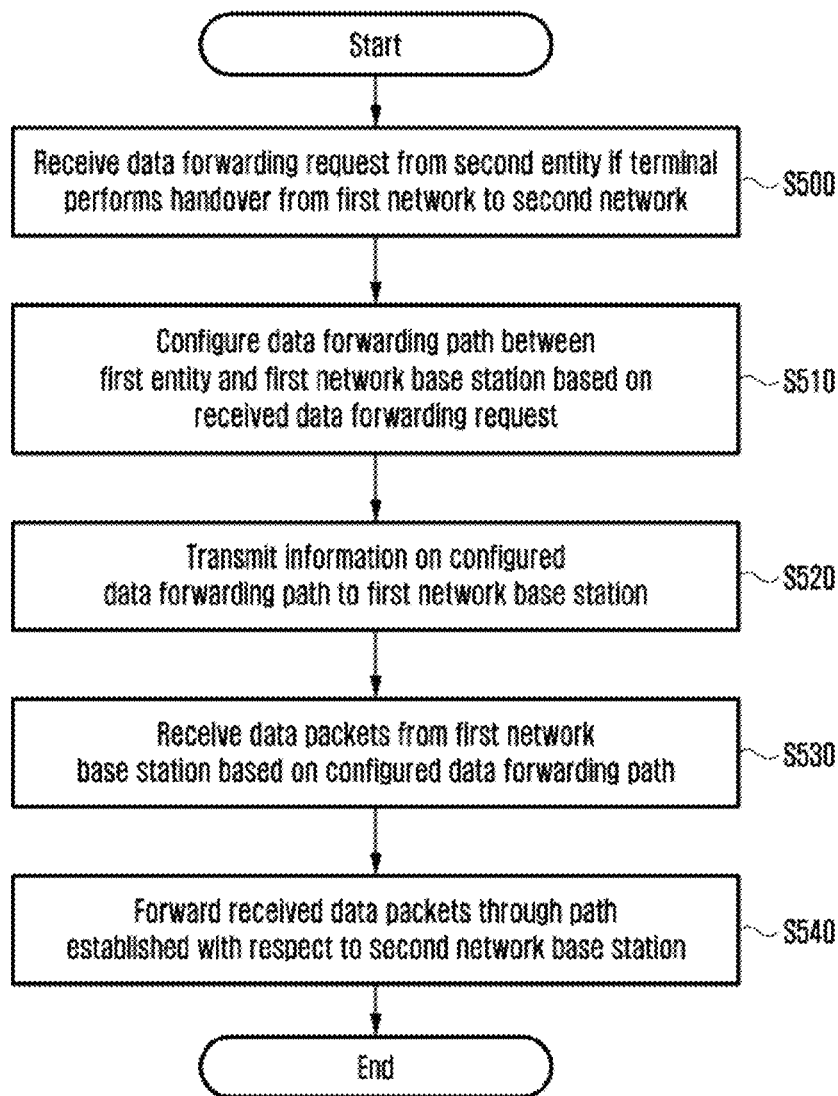 Start
Receive data forwarding request from second entity if terminal
performs handover from first network to second network
S500
Configure data forwarding path between
first entity and first network base station based on
received data forwarding request
S510
Transmit information on configured
data forwarding path to first network base station
S520
Receive data packets from first network
base station based on configured data forwarding path
S530
Forward received data packets through path
established with respect to second network base station
S540
End